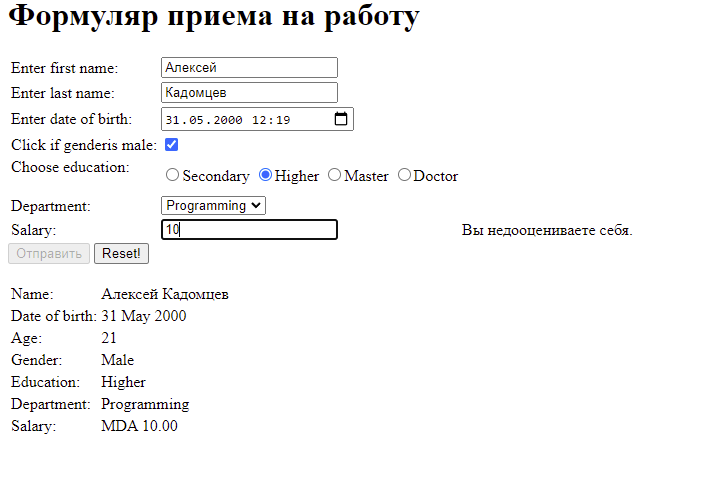 Формуляр приема на работу
Enter first name: Алексей
Enter last name: Кадомцев
Enter date of birth: 31.05.2000 12:19
Click if genderis male:
Choose education: Secondary Higher Master Doctor
Department: Programming
Salary: 10 Вы недооцениваете себя.
Отправить Reset!
Name: Алексей Кадомцев
Date of birth: 31 May 2000
Age: 21
Gender: Male
Education: Higher
Department: Programming
Salary: MDA 10.00